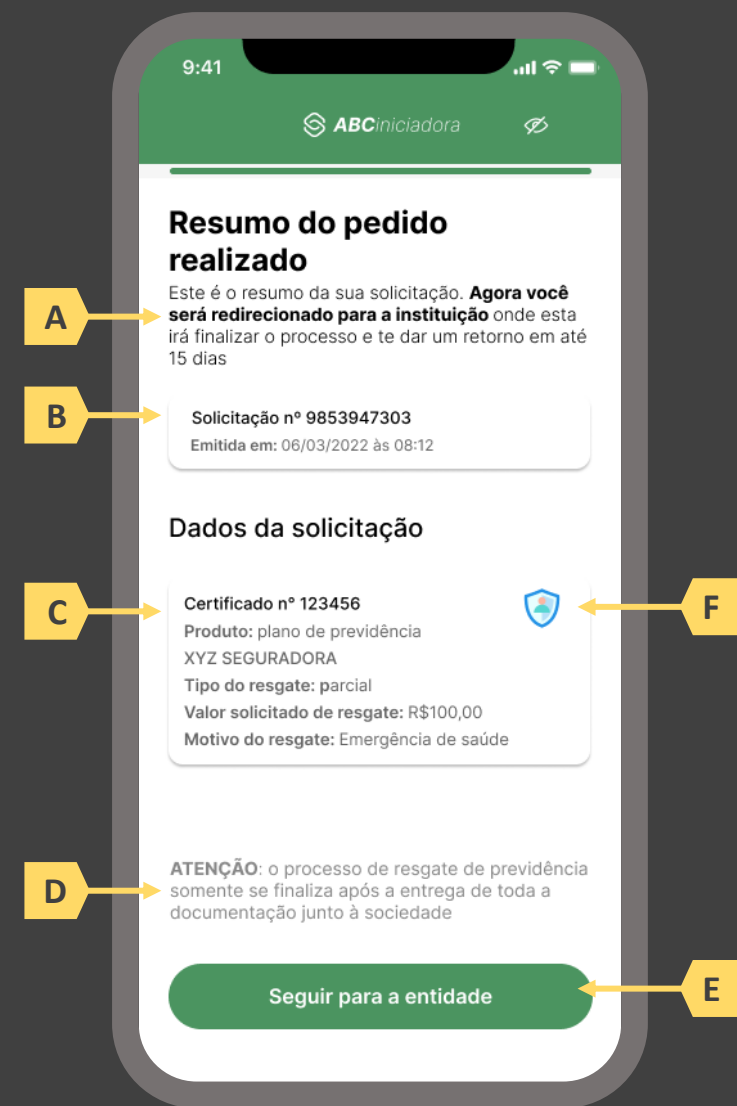 9:41
ABCiniciadora
Resumo do pedido
realizado
Este é o resumo da sua solicitação. Agora você
será redirecionado para a instituição onde esta
irá finalizar o processo e te dar um retorno em até
15 dias
A
B
Solicitação nº 9853947303
Emitida em: 06/03/2022 às 08:12
Dados da solicitação
C
Certificado nº 123456
F
Produto: plano de previdência
XYZ SEGURADORA
Tipo do resgate: parcial
Valor solicitado de resgate: R$100,00
Motivo do resgate: Emergência de saúde
ATENÇÃO: o processo de resgate de previdência
D
somente se finaliza após a entrega de toda a
documentação junto à sociedade
Seguir para a entidade
E